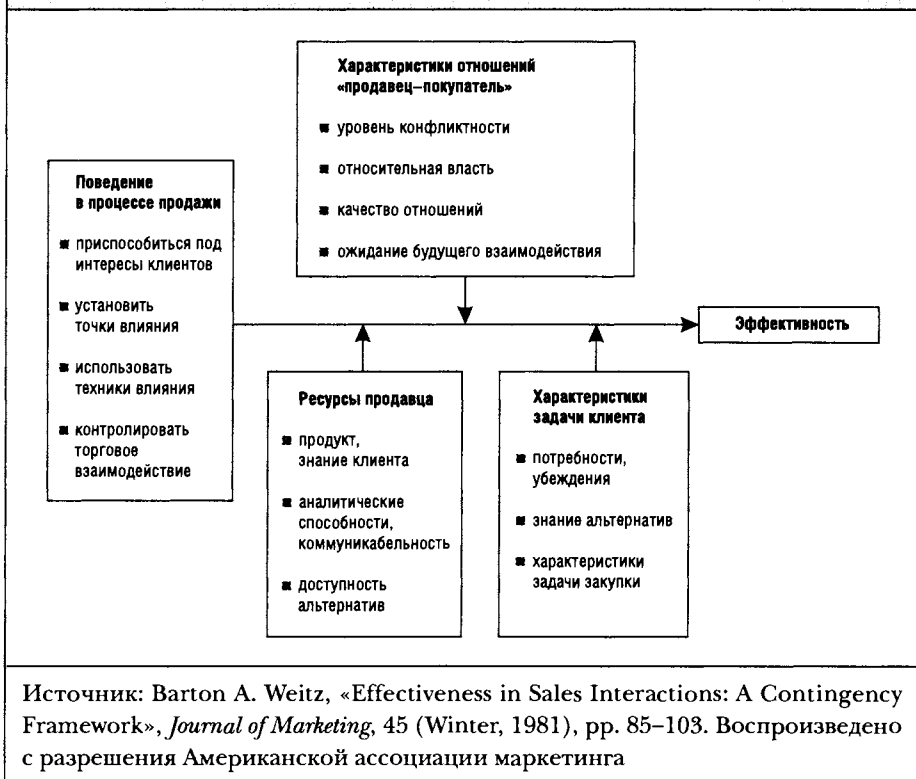 Характеристики отношений
«продавец–покупатель»
■ уровень конфликтности
■ относительная власть
■ качество отношений
■ ожидание будущего взаимодействия
Поведение
в процессе продажи
■ приспособиться под
интересы клиентов
■ установить
точки влияния
■ использовать
техники влияния
■ контролировать
торговое
взаимодействие
Эффективность
Ресурсы продавца
■ продукт,
знание клиента
■ аналитические
способности,
коммуникабельность
■ доступность
альтернатив
Характеристики
задачи клиента
■ потребности,
убеждения
■ знание альтернатив
■ характеристики
задачи закупки
Источник: Barton A. Weitz, «Effectiveness in Sales Interactions: A Contingency
Framework», Journal of Marketing, 45 (Winter, 1981), pp. 85–103. Воспроизведено
с разрешения Американской ассоциации маркетинга